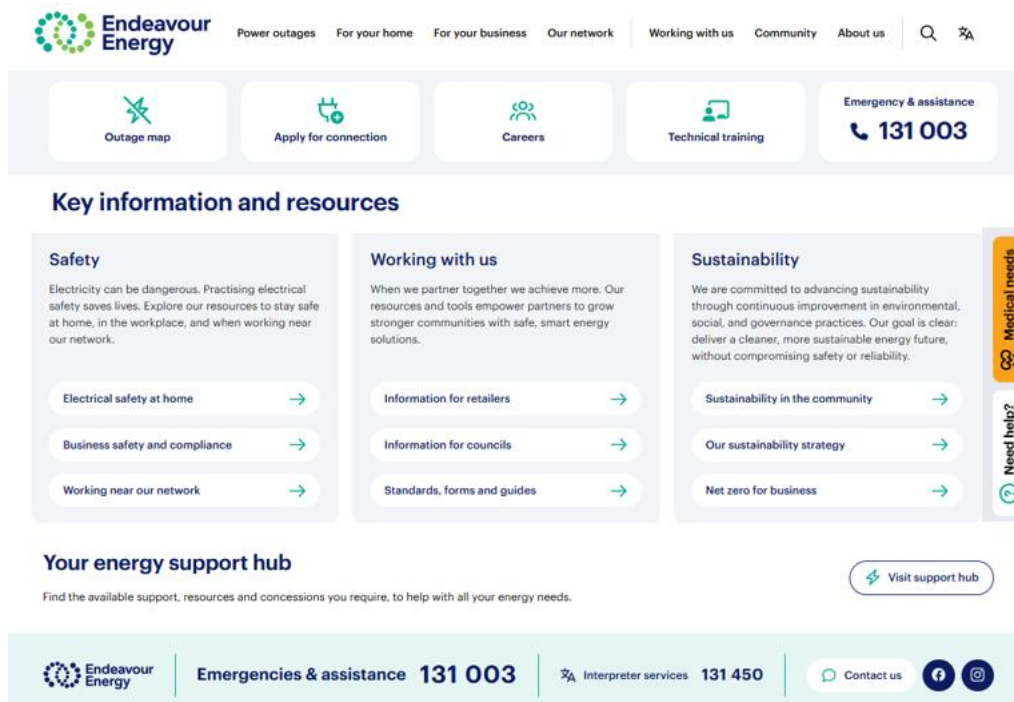 Endeavour
Energy
Power outages For your home For your business Our network Working with us Community About us
Outage map
Apply for connection
Careers
Technical training
Emergency & assistance
131 003
Key information and resources
Safety
Electricity can be dangerous. Practising electrical
safety saves lives. Explore our resources to stay safe
at home, in the workplace, and when working near
our network.
Electrical safety at home
Business safety and compliance
Working near our network
Working with us
When we partner together we achieve more. Our
resources and tools empower partners to grow
stronger communities with safe, smart energy
solutions.
Information for retailers
Information for councils
Standards, forms and guides
Sustainability
We are committed to advancing sustainability
through continuous improvement in environmental,
social, and governance practices. Our goal is clear:
deliver a cleaner, more sustainable energy future,
without compromising safety or reliability.
Sustainability in the community
Our sustainability strategy
Net zero for business
Medical needs
Need help?
Your energy support hub
Find the available support, resources and concessions you require, to help with all your energy needs.
Visit support hub
Endeavour
Energy
Emergencies & assistance 131 003
Interpreter services 131 450
Contact us